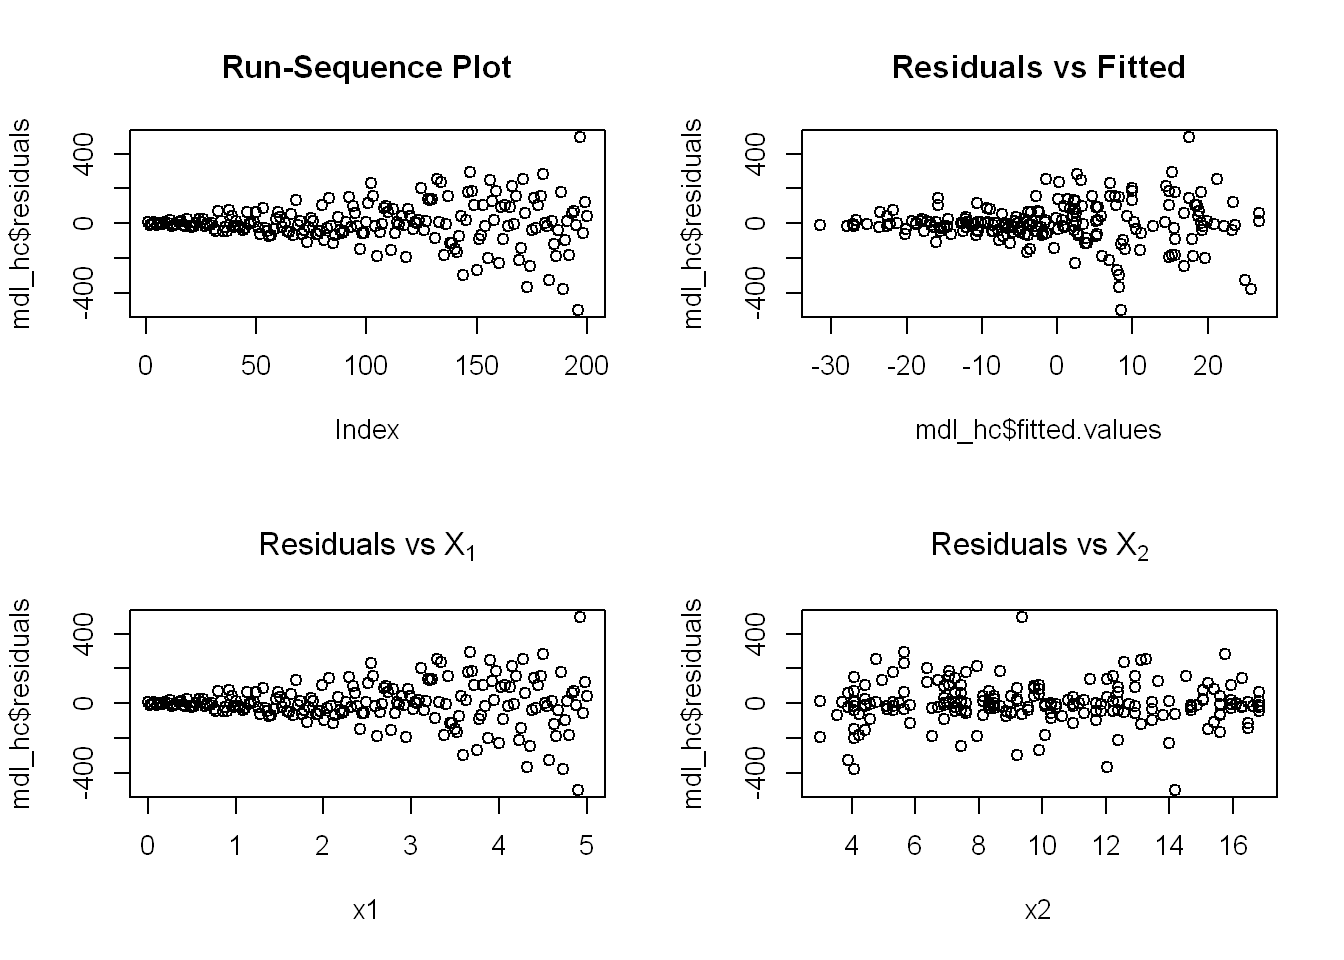 Run-Sequence Plot
mdl_hc$residuals
400
0
-400
0 50 100 150 200
Index
Residuals vs Fitted
mdl_hc$residuals
400
0
-400
-30 -20 -10 0 10 20
mdl_hc$fitted.values
Residuals vs X₁
mdl_hc$residuals
400
0
-400
0 1 2 3 4 5
x1
Residuals vs X₂
mdl_hc$residuals
400
0
-400
4 6 8 10 12 14 16
x2